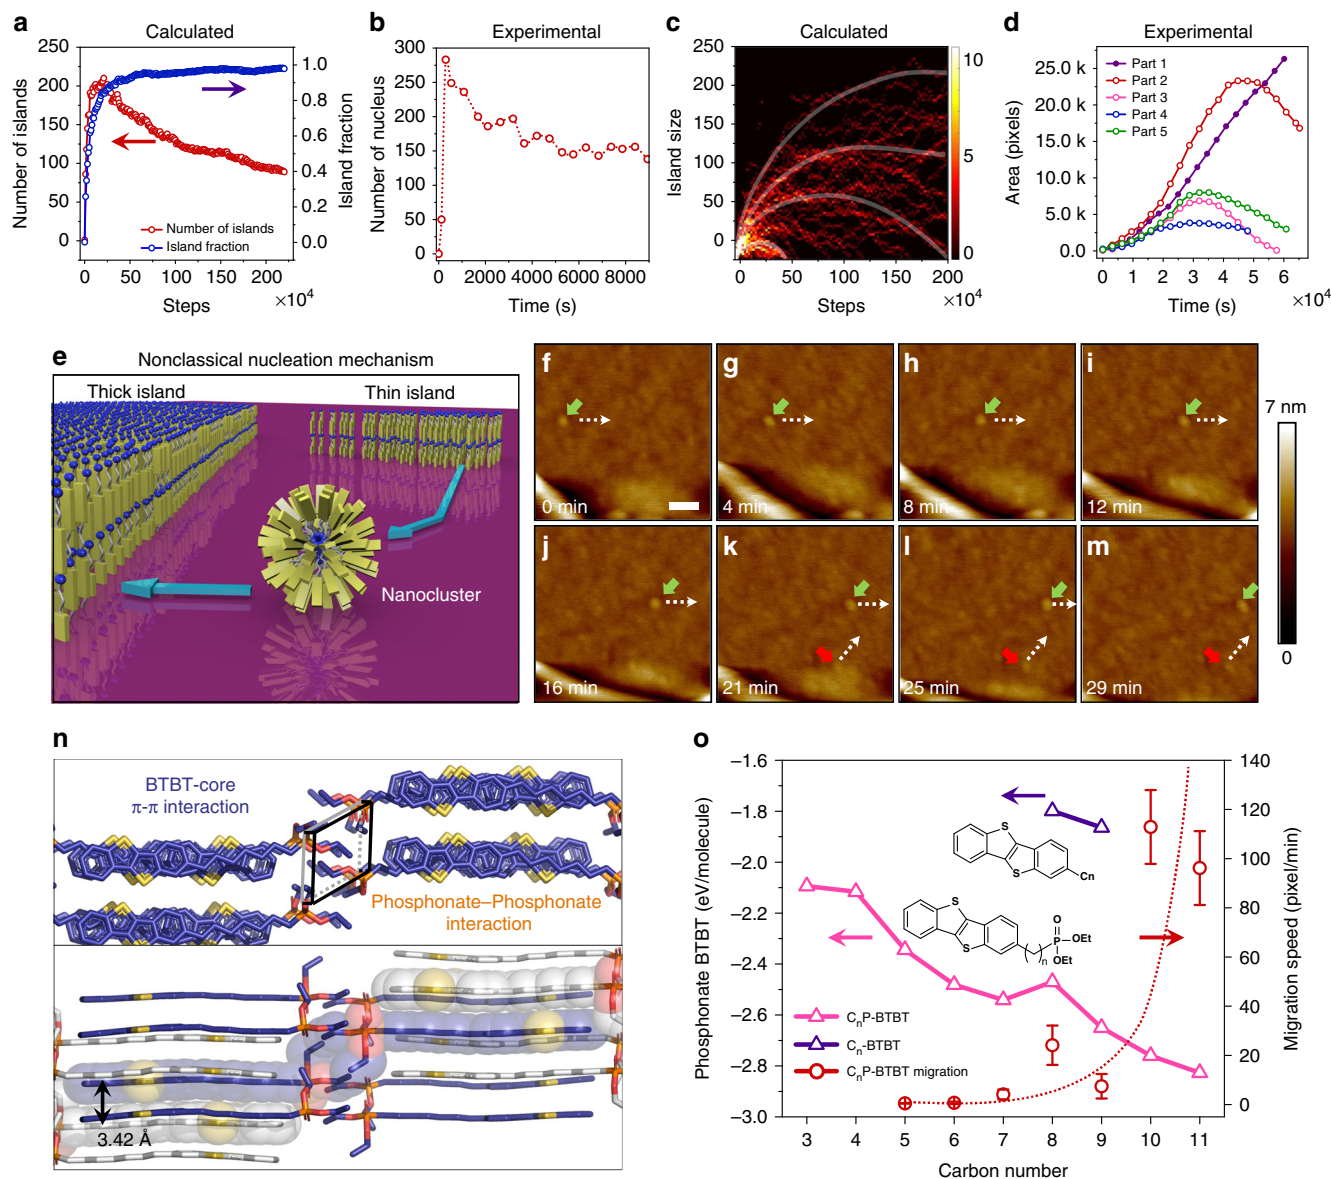 a
Calculated
250
200
150
100
50
0
Number of islands
1.0
0.8
0.6
0.4
0.2
0.0
Island fraction
Number of islands
Island fraction
0 50 100 150 200
×10⁴
Steps
b
Experimental
300
250
200
150
100
50
0
Number of nucleus
0 2000 4000 6000 8000
Time (s)
c
Calculated
250
200
150
100
50
0
Island size
10
5
0
0 50 100 150 200
×10⁴
Steps
d
Experimental
25.0 k
20.0 k
15.0 k
10.0 k
5.0 k
0.0
Area (pixels)
Part 1
Part 2
Part 3
Part 4
Part 5
0 1 2 3 4 5 6
×10⁴
Time (s)
e
Nonclassical nucleation mechanism
Thick island
Thin island
Nanocluster
f
0 min
g
4 min
h
8 min
i
12 min
j
16 min
k
21 min
l
25 min
m
29 min
7 nm
0
n
BTBT-core
π-π interaction
Phosphonate–Phosphonate
interaction
3.42 Å
o
–1.6
–1.8
–2.0
–2.2
–2.4
–2.6
–2.8
–3.0
Phosphonate BTBT (eV/molecule)
140
120
100
80
60
40
20
0
Migration speed (pixel/min)
S
S
Cn
S
S
n
O
P
OEt
OEt
CₙP-BTBT
Cₙ-BTBT
CₙP-BTBT migration
3 4 5 6 7 8 9 10 11
Carbon number